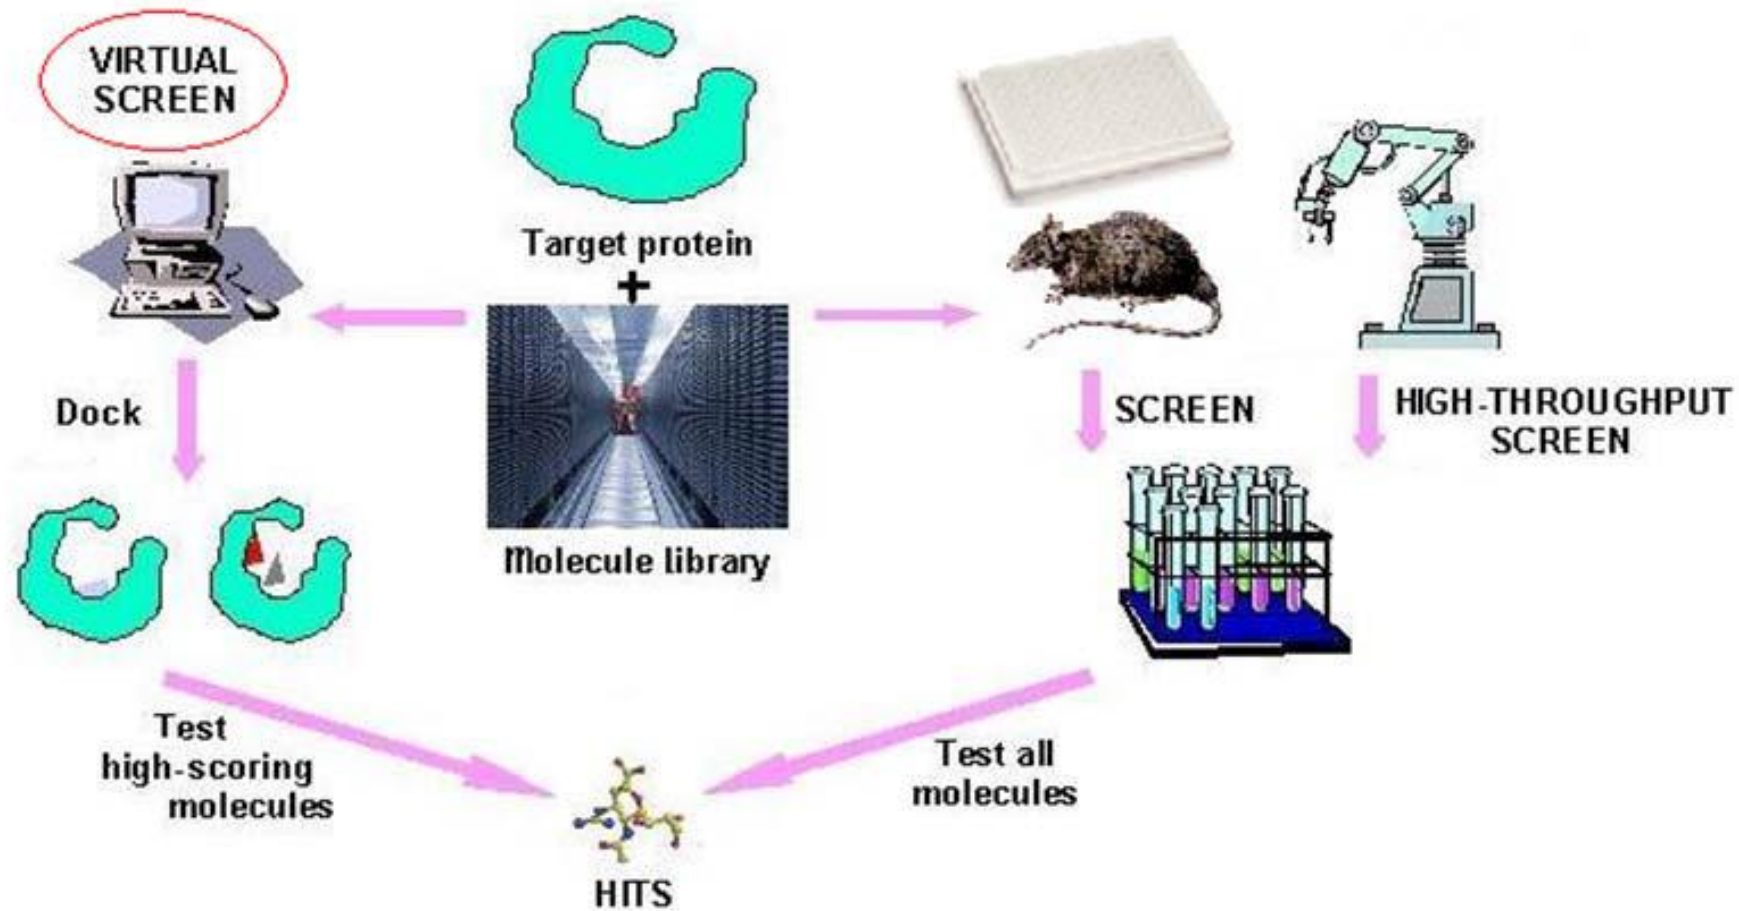 VIRTUAL
SCREEN
Target protein
+
Molecule library
Dock
SCREEN
HIGH-THROUGHPUT
SCREEN
Test
high-scoring
molecules
Test all
molecules
HITS